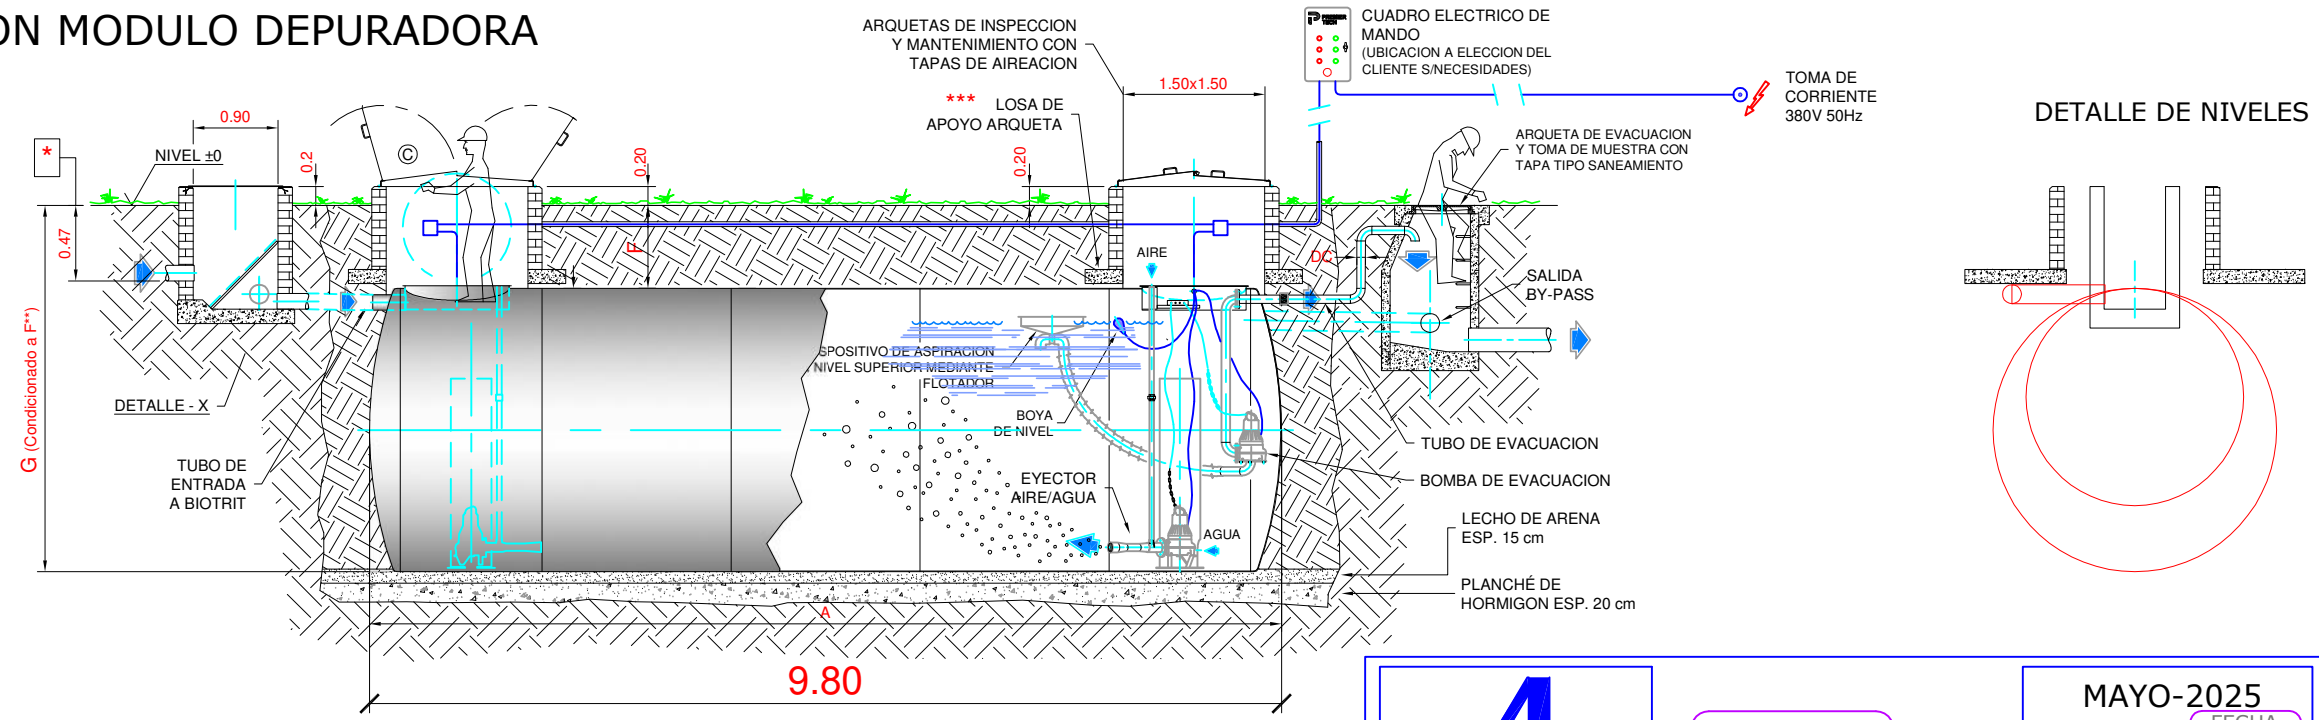 ON MODULO DEPURADORA
ARQUETAS DE INSPECCION
Y MANTENIMIENTO CON
TAPAS DE AIREACION
*** LOSA DE
APOYO ARQUETA
1.50x1.50
PREMIER
TECH
CUADRO ELECTRICO DE
MANDO
(UBICACION A ELECCION DEL
CLIENTE S/NECESIDADES)
TOMA DE
CORRIENTE
380V 50Hz
DETALLE DE NIVELES
ARQUETA DE EVACUACION
Y TOMA DE MUESTRA CON
TAPA TIPO SANEAMIENTO
0.90
*
NIVEL ±0
0.2
C
0.20
0.20
0.47
F
AIRE
DC
SALIDA
BY-PASS
G (Condicionado a F**)
DETALLE - X
SPOSITIVO DE ASPIRACION
NIVEL SUPERIOR MEDIANTE
FLOTADOR
BOYA
DE NIVEL
TUBO DE
ENTRADA
A BIOTRIT
EYECTOR
AIRE/AGUA
AGUA
TUBO DE EVACUACION
BOMBA DE EVACUACION
LECHO DE ARENA
ESP. 15 cm
PLANCHÉ DE
HORMIGON ESP. 20 cm
A
9.80
MAYO-2025
FECHA